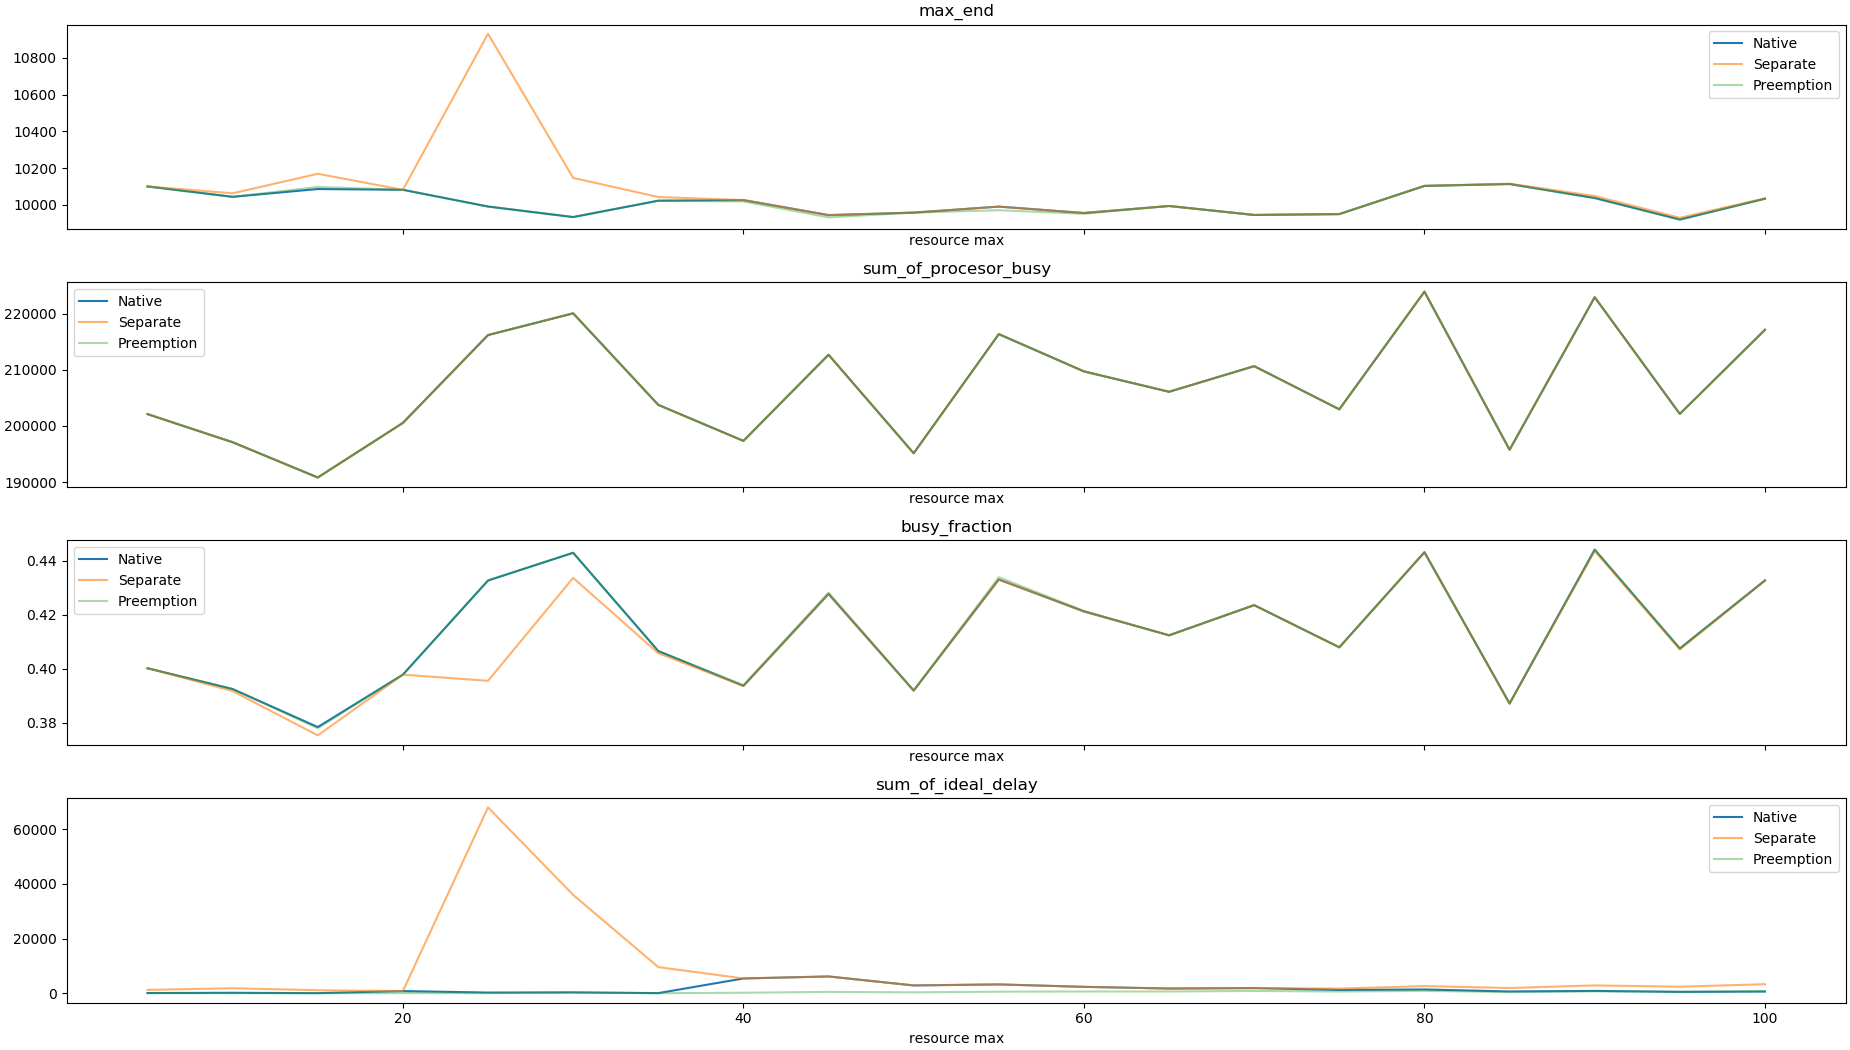 max_end
10800
10600
10400
10200
10000
Native
Separate
Preemption
resource max
sum_of_procesor_busy
220000
210000
200000
190000
Native
Separate
Preemption
resource max
busy_fraction
0.44
0.42
0.40
0.38
Native
Separate
Preemption
resource max
sum_of_ideal_delay
60000
40000
20000
0
Native
Separate
Preemption
20 40 60 80 100
resource max